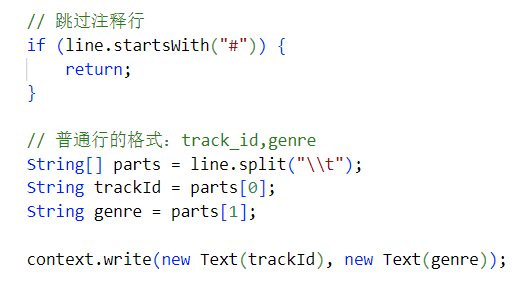 // 跳过注释行
if (line.startsWith("#")) {
    return;
}

// 普通行的格式：track_id,genre
String[] parts = line.split("\\t");
String trackId = parts[0];
String genre = parts[1];

context.write(new Text(trackId), new Text(genre));